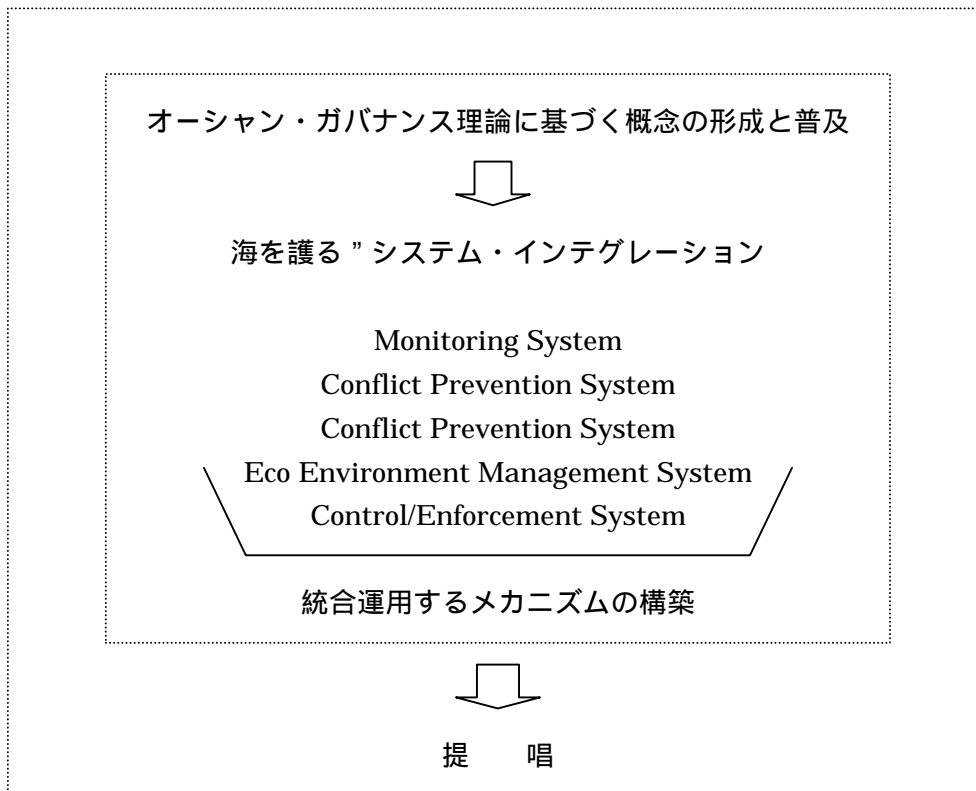 オーシャン・ガバナンス理論に基づく概念の形成と普及
海を護る ” システム・インテグレーション
Monitoring System
Conflict Prevention System
Conflict Prevention System
Eco Environment Management System
Control/Enforcement System
統合運用するメカニズムの構築
提　　唱